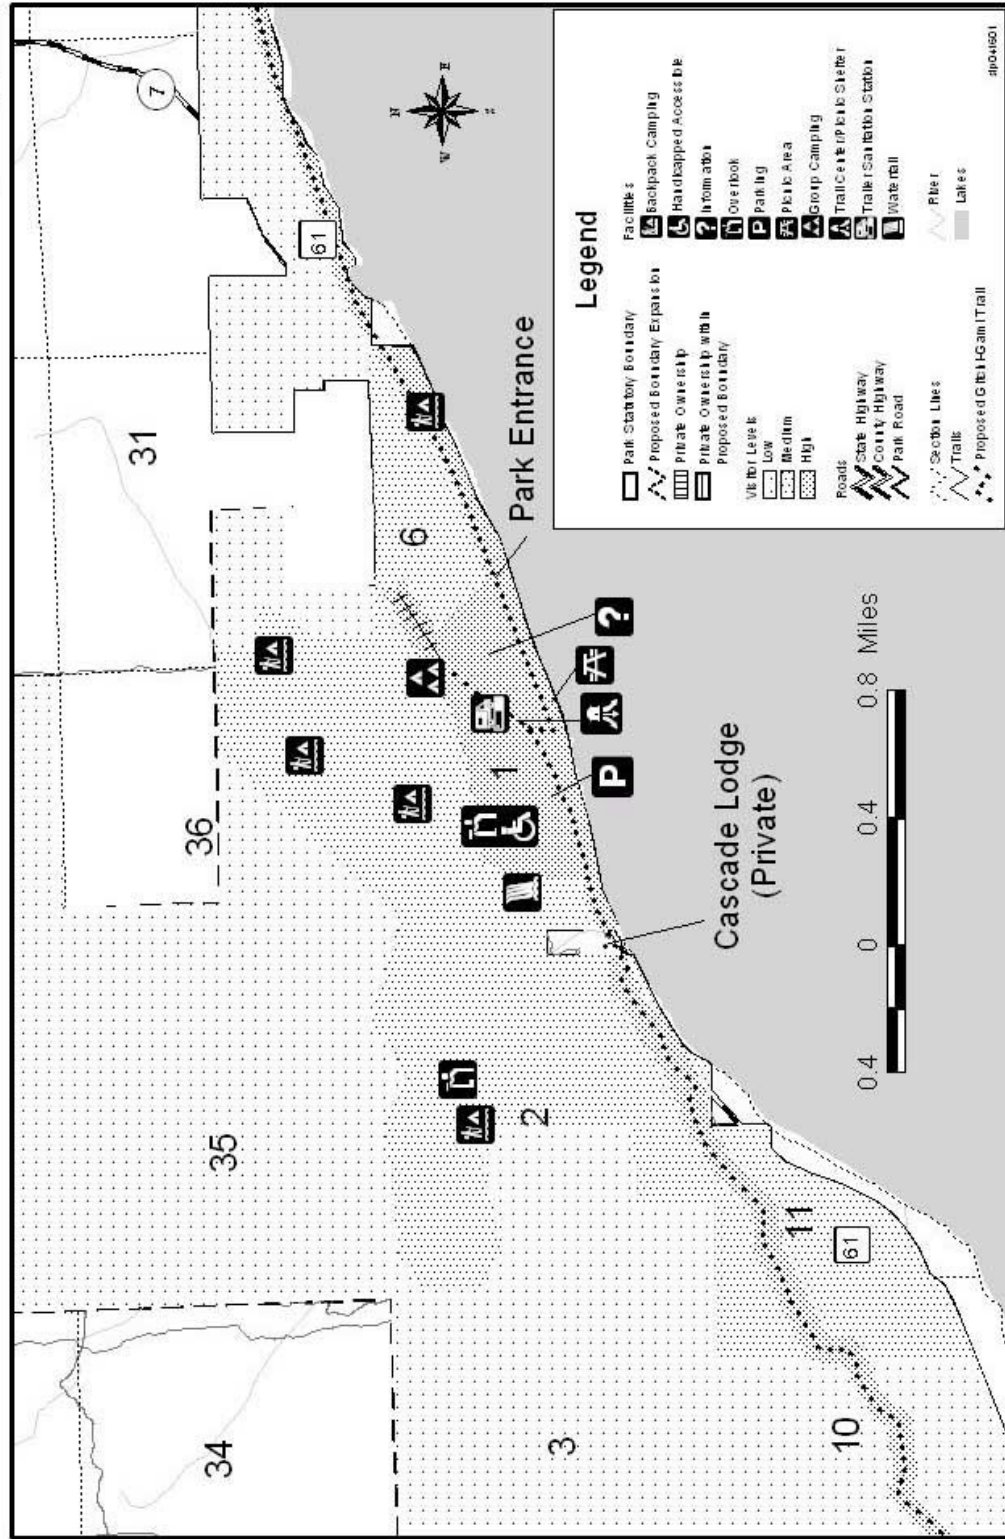 7
N
E
W
61
31
6
Park Entrance
36
1
?
P
Cascade Lodge
(Private)
35
2
34
3
11
61
10
0.4
0
0.4
0.8 Miles
Legend
Park Statutory Boundary
Proposed Boundary Expansion
Private Ownership
Private Ownership within
Proposed Boundary
Visitor Levels
Low
Medium
High
Roads
State Highway
County Highway
Park Road
Section Lines
Trails
Proposed Gitchi-Gami Trail
Facilities
Backpack Camping
Handicapped Accessible
? Information
Overlook
P Parking
Picnic Area
Group Camping
Trail Center/Picnic Shelter
Trailer Sanitation Station
Waterfall
River
Lakes